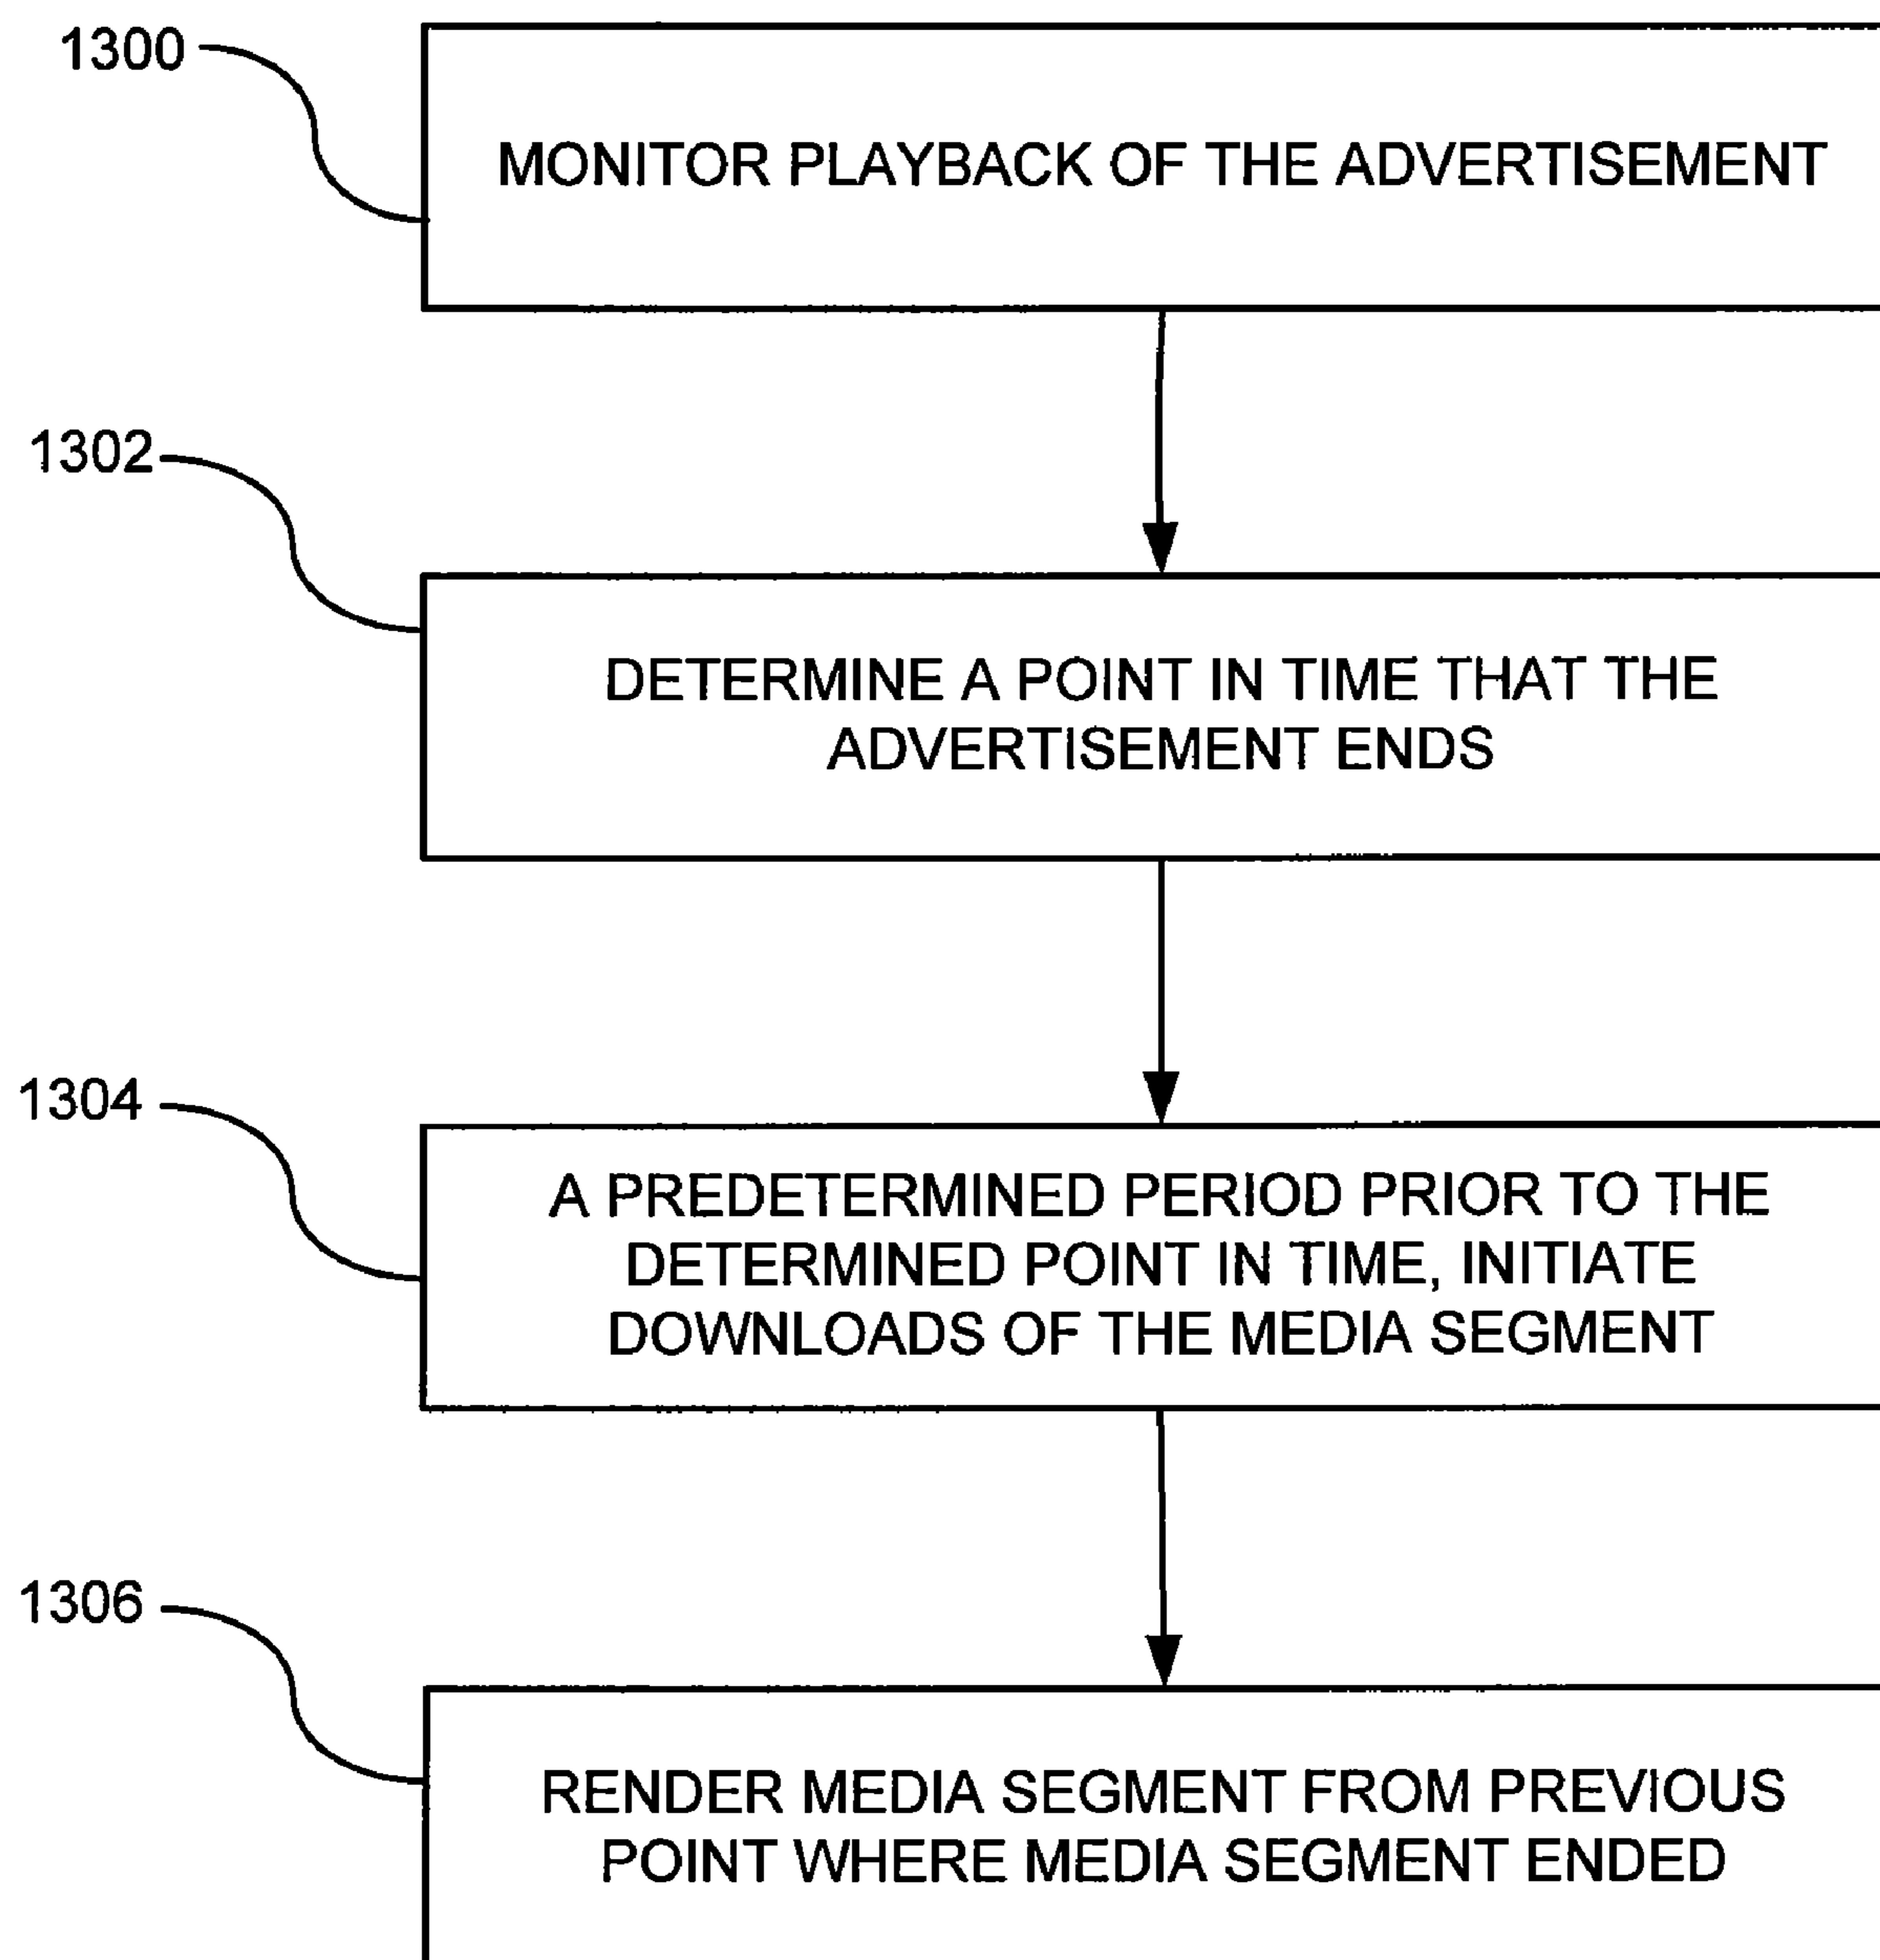 1300
MONITOR PLAYBACK OF THE ADVERTISEMENT
1302
DETERMINE A POINT IN TIME THAT THE
ADVERTISEMENT ENDS
1304
A PREDETERMINED PERIOD PRIOR TO THE
DETERMINED POINT IN TIME, INITIATE
DOWNLOADS OF THE MEDIA SEGMENT
1306
RENDER MEDIA SEGMENT FROM PREVIOUS
POINT WHERE MEDIA SEGMENT ENDED